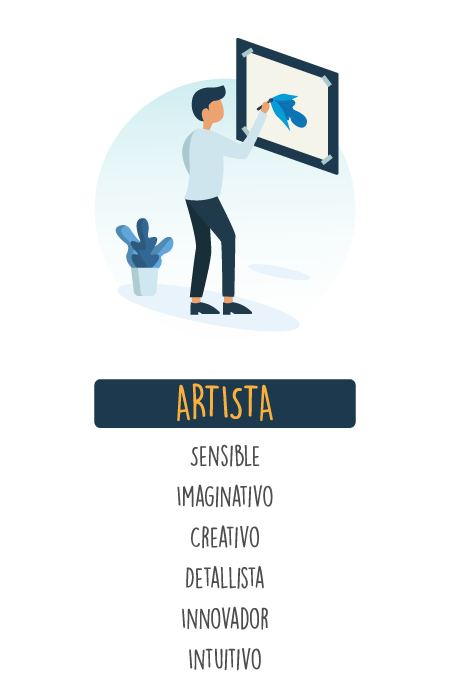 ARTISTA
SENSIBLE
IMAGINATIVO
CREATIVO
DETALLISTA
INNOVADOR
INTUITIVO